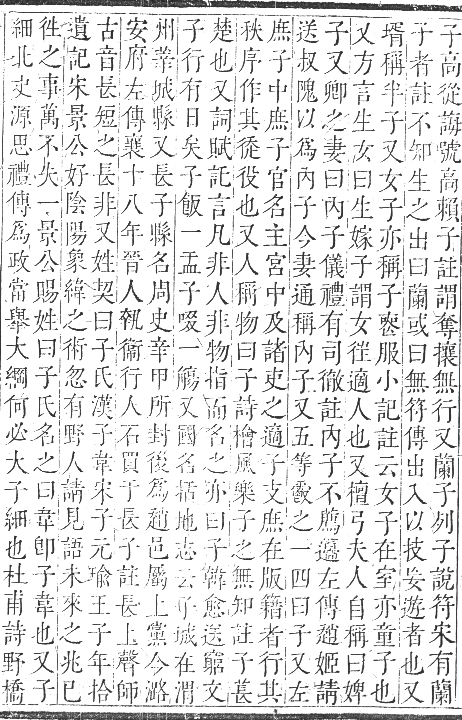 子高從誨號高賴子註謂奪攘無行又蘭子列子說符宋有蘭
子者註不知生之出曰蘭或曰無符傳出入以技妄遊者也又
壻稱半子又女子亦稱子喪服小記註云女子在室亦童子也
又方言生女曰生嫁子謂女徃適人也又檀弓夫人自稱曰婢
子又卿之妻曰內子儀禮有司徹註內子不薦籩左傳趙姬請
送叔隗以爲內子今妻通稱內子又五等爵之一四曰子又左
庶子中庶子官名主宮中及諸吏之適子支庶在版籍者行其
秩序作其徒役也又人稱物曰子詩檜風樂子之無知註子萇
楚也又詞賦記言凡非人非物指而名之亦曰子韓愈送窮文
子行有日矣子飯一盂子啜一觴又國名括地志云子城在渭
州莘城縣又長子縣名周史辛甲所封後爲趙邑屬上黨今潞
安府左傳襄十八年晉人執衞行人石買于長子註長上聲師
古音長短之長非又姓契曰子氏漢子韋宋子元瑜王子年拾
遺記宋景公好陰陽象緯之術忽有野人請見語未來之兆已
徃之事萬不失一景公賜姓曰子氏名之曰韋卽子韋也又子
細北史源思禮傳爲政當舉大綱何必大子細也杜甫詩野橋